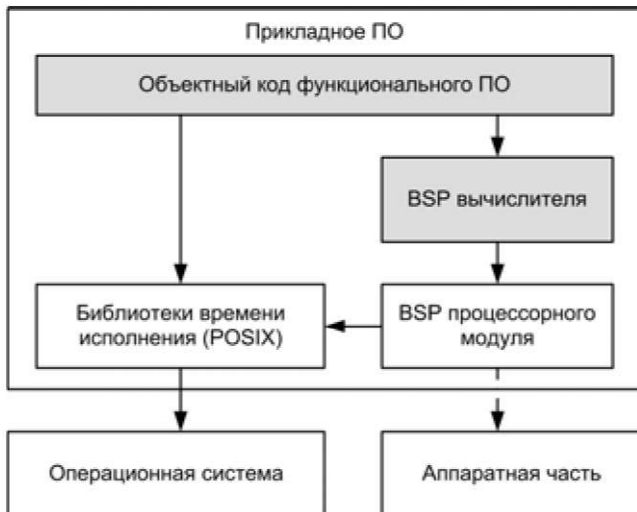 Прикладное ПО
Объектный код функционального ПО
BSP вычислителя
Библиотеки времени
исполнения (POSIX)
BSP процессорного
модуля
Операционная система
Аппаратная часть